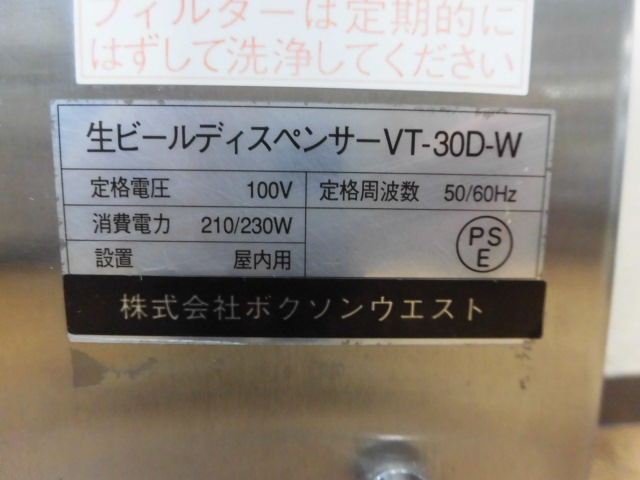 フィルターは定期的に
はずして洗浄してください
生ビールディスペンサーVT-30D-W
定格電圧 100V 定格周波数 50/60Hz
消費電力 210/230W
設置 屋内用
PS
E
株式会社ボクソンウエスト